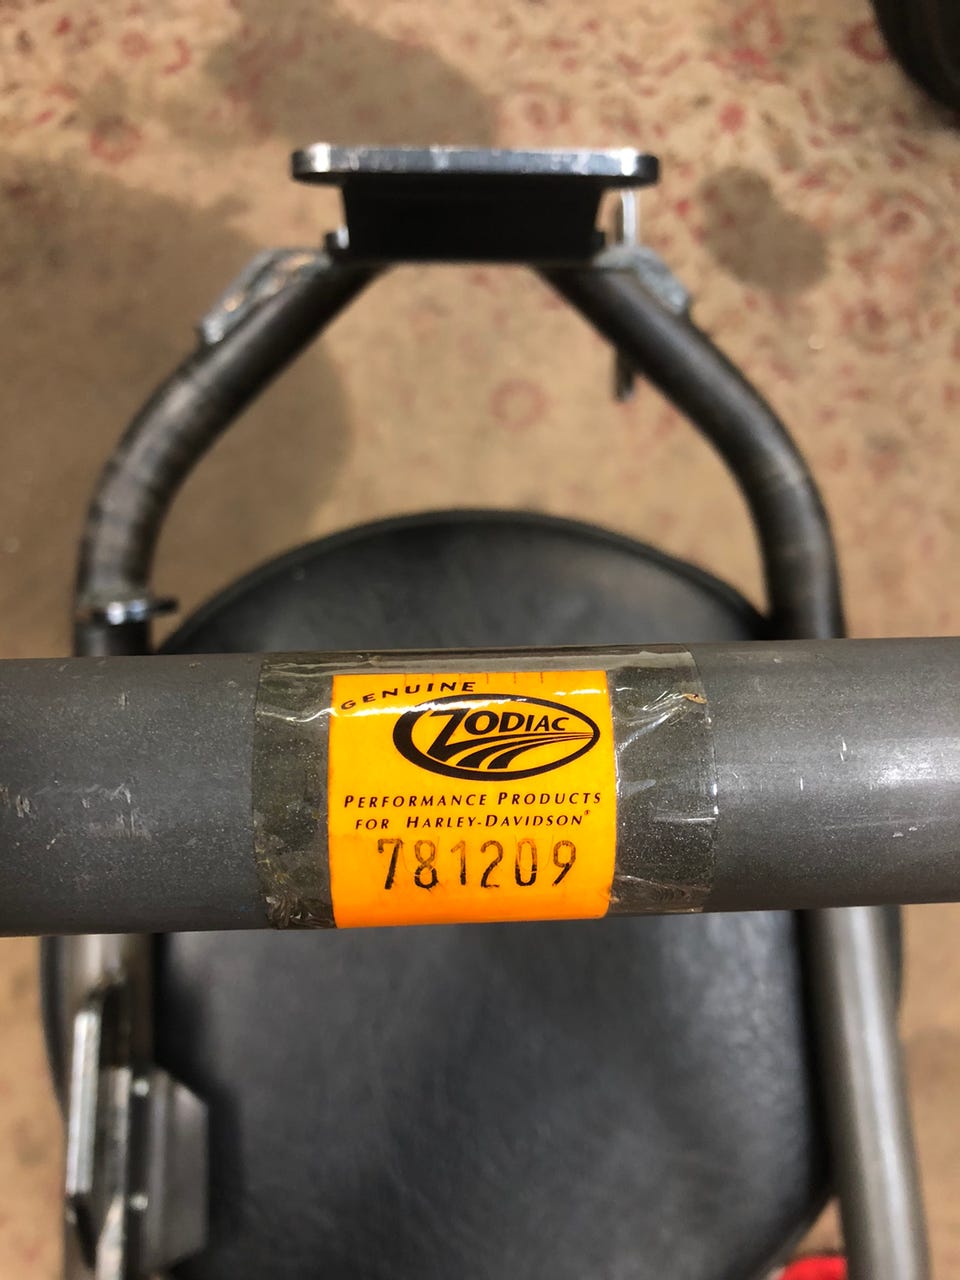 GENUINE
ZODIAC
PERFORMANCE PRODUCTS
FOR HARLEY-DAVIDSON®
781209